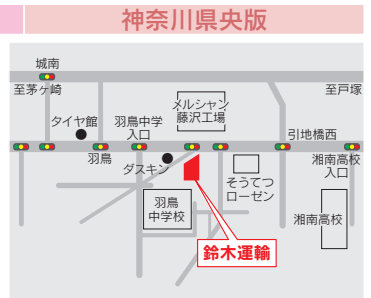 神奈川県央版
城南
至茅ケ崎
至戸塚
メルシャン
藤沢工場
タイヤ館
羽鳥中学
入口
引地橋西
羽鳥
ダスキン
そうてつ
ローゼン
湘南高校
入口
羽鳥
中学校
湘南高校
鈴木運輸